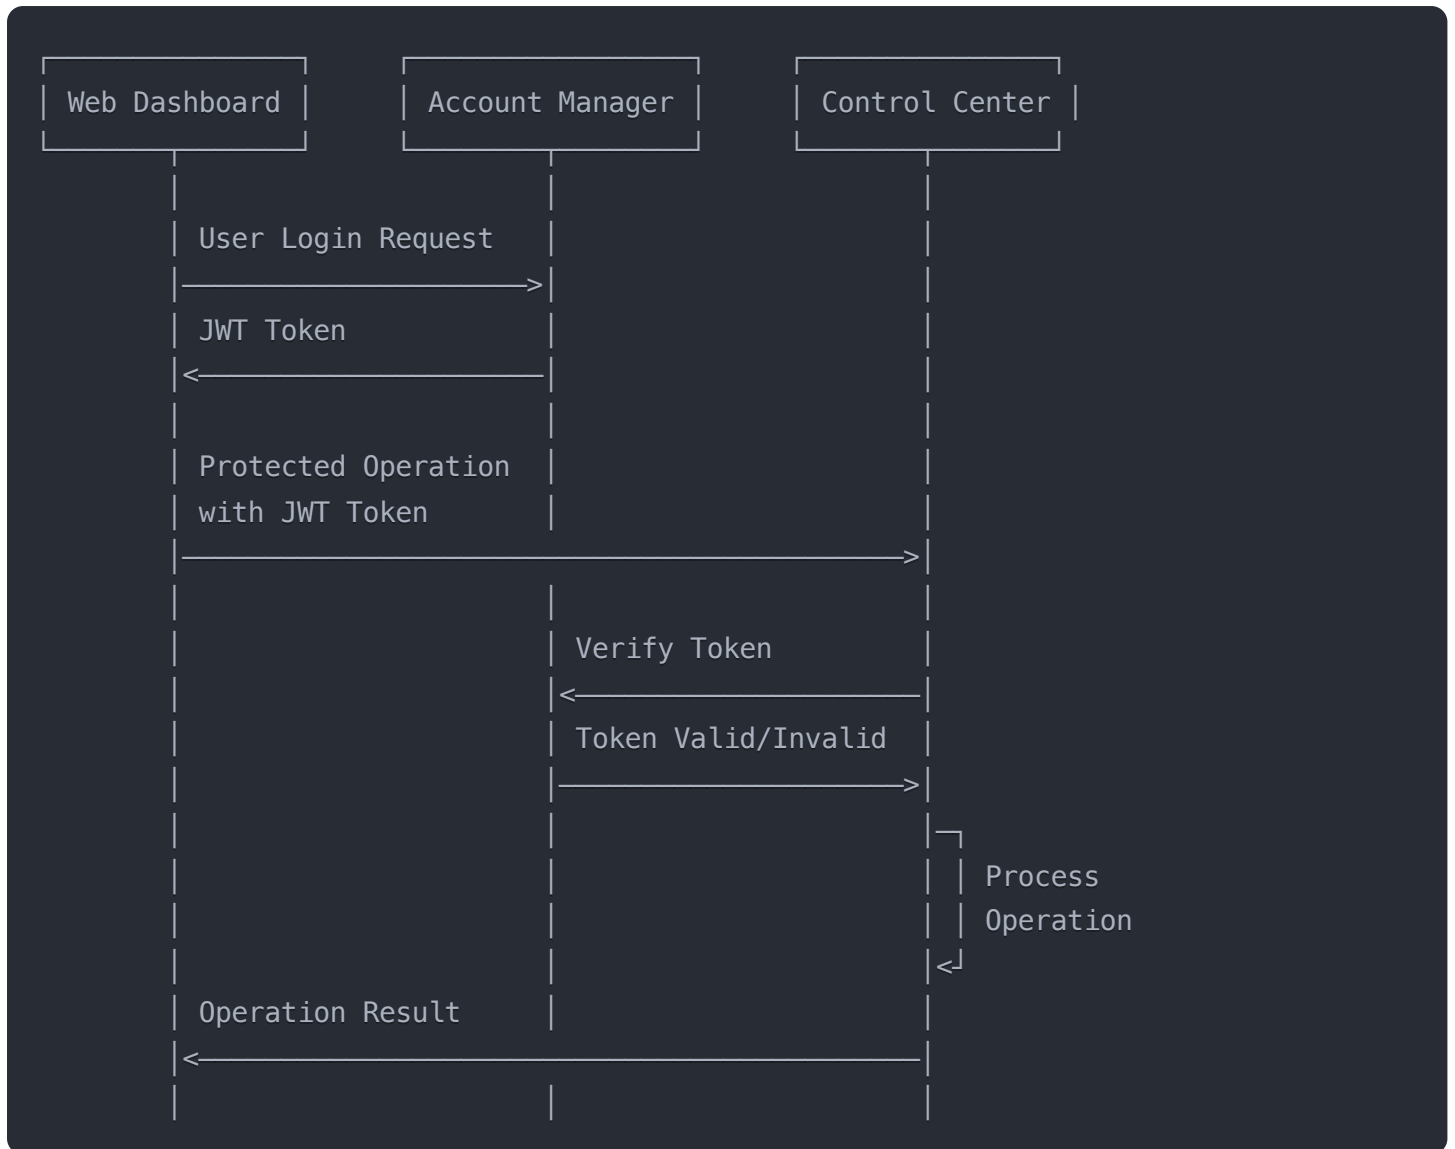 Web Dashboard Account Manager Control Center
User Login Request
JWT Token
Protected Operation
with JWT Token
Verify Token
Token Valid/Invalid
Process
Operation
Operation Result